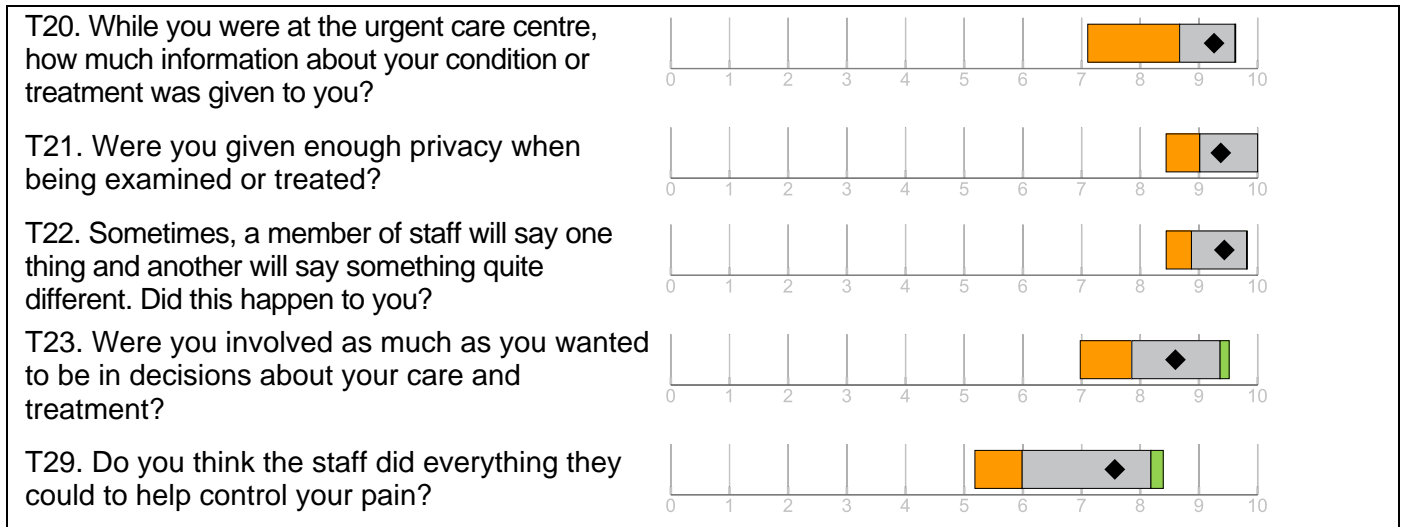 T20. While you were at the urgent care centre,
how much information about your condition or
treatment was given to you?
0 1 2 3 4 5 6 7 8 9 10
T21. Were you given enough privacy when
being examined or treated?
0 1 2 3 4 5 6 7 8 9 10
T22. Sometimes, a member of staff will say one
thing and another will say something quite
different. Did this happen to you?
0 1 2 3 4 5 6 7 8 9 10
T23. Were you involved as much as you wanted
to be in decisions about your care and
treatment?
0 1 2 3 4 5 6 7 8 9 10
T29. Do you think the staff did everything they
could to help control your pain?
0 1 2 3 4 5 6 7 8 9 10